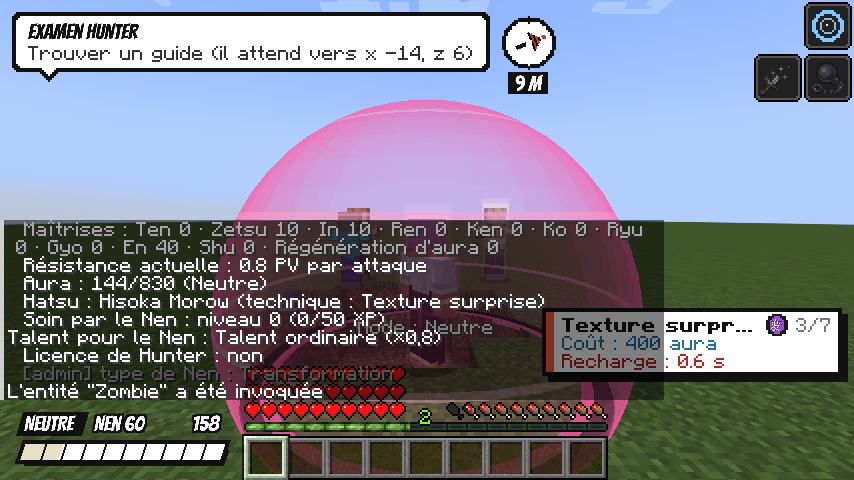 EXAMEN HUNTER
Trouver un guide (il attend vers x -14, z 6)
9 M
Maîtrises : Ten 0 · Zetsu 10 · In 10 · Ren 0 · Ken 0 · Ko 0 · Ryu
0 · Gyo 0 · En 40 · Shu 0 · Régénération d'aura 0
Résistance actuelle : 0.8 PV par attaque
Aura : 144/830 (Neutre)
Hatsu : Hisoka Morow (technique : Texture surprise)
Soin par le Nen : niveau 0 (0/50 XP)
Mode : Neutre
Talent pour le Nen : Talent ordinaire (×0,8)
Licence de Hunter : non
[admin] type de Nen : Transformation
L'entité "Zombie" a été invoquée
Texture surpr... 3/7
Coût : 400 aura
Recharge : 0.6 s
NEUTRE NEN 60 158
2